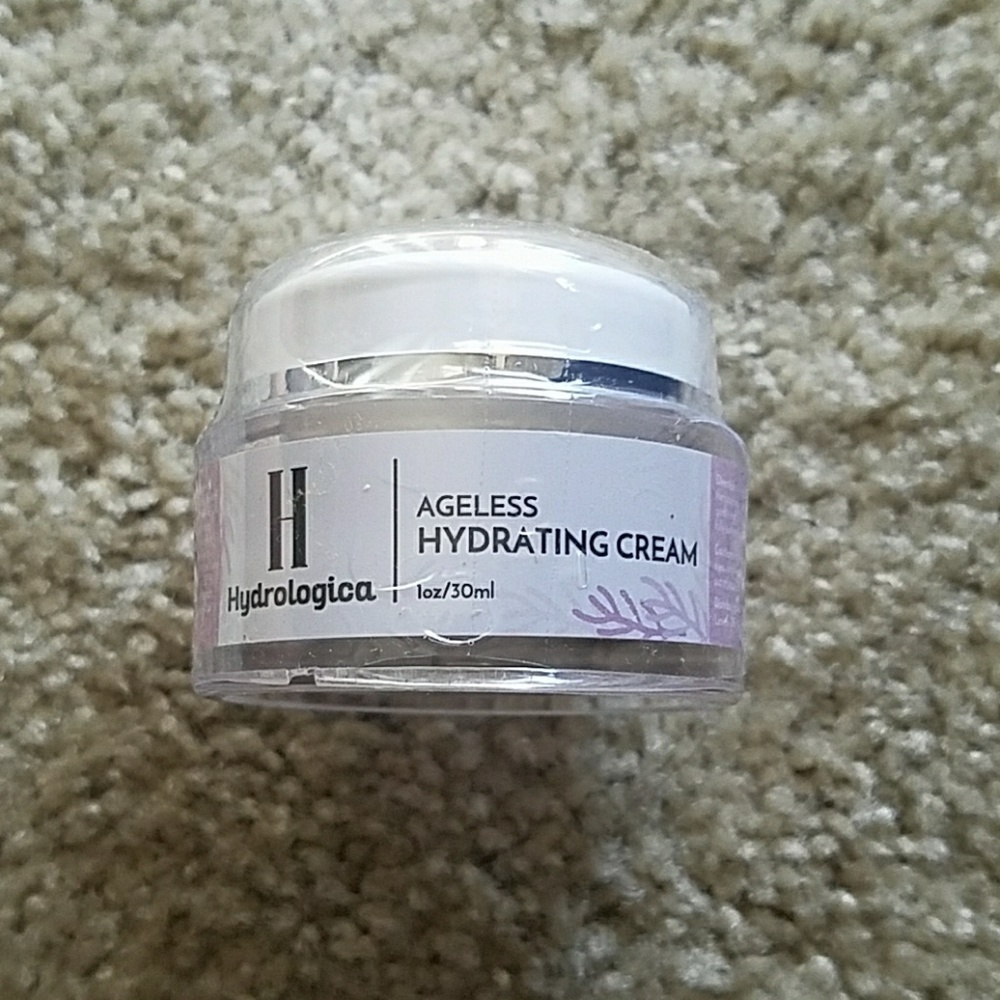 H
Hydrologica
AGELESS
HYDRATING CREAM
1oz/30ml